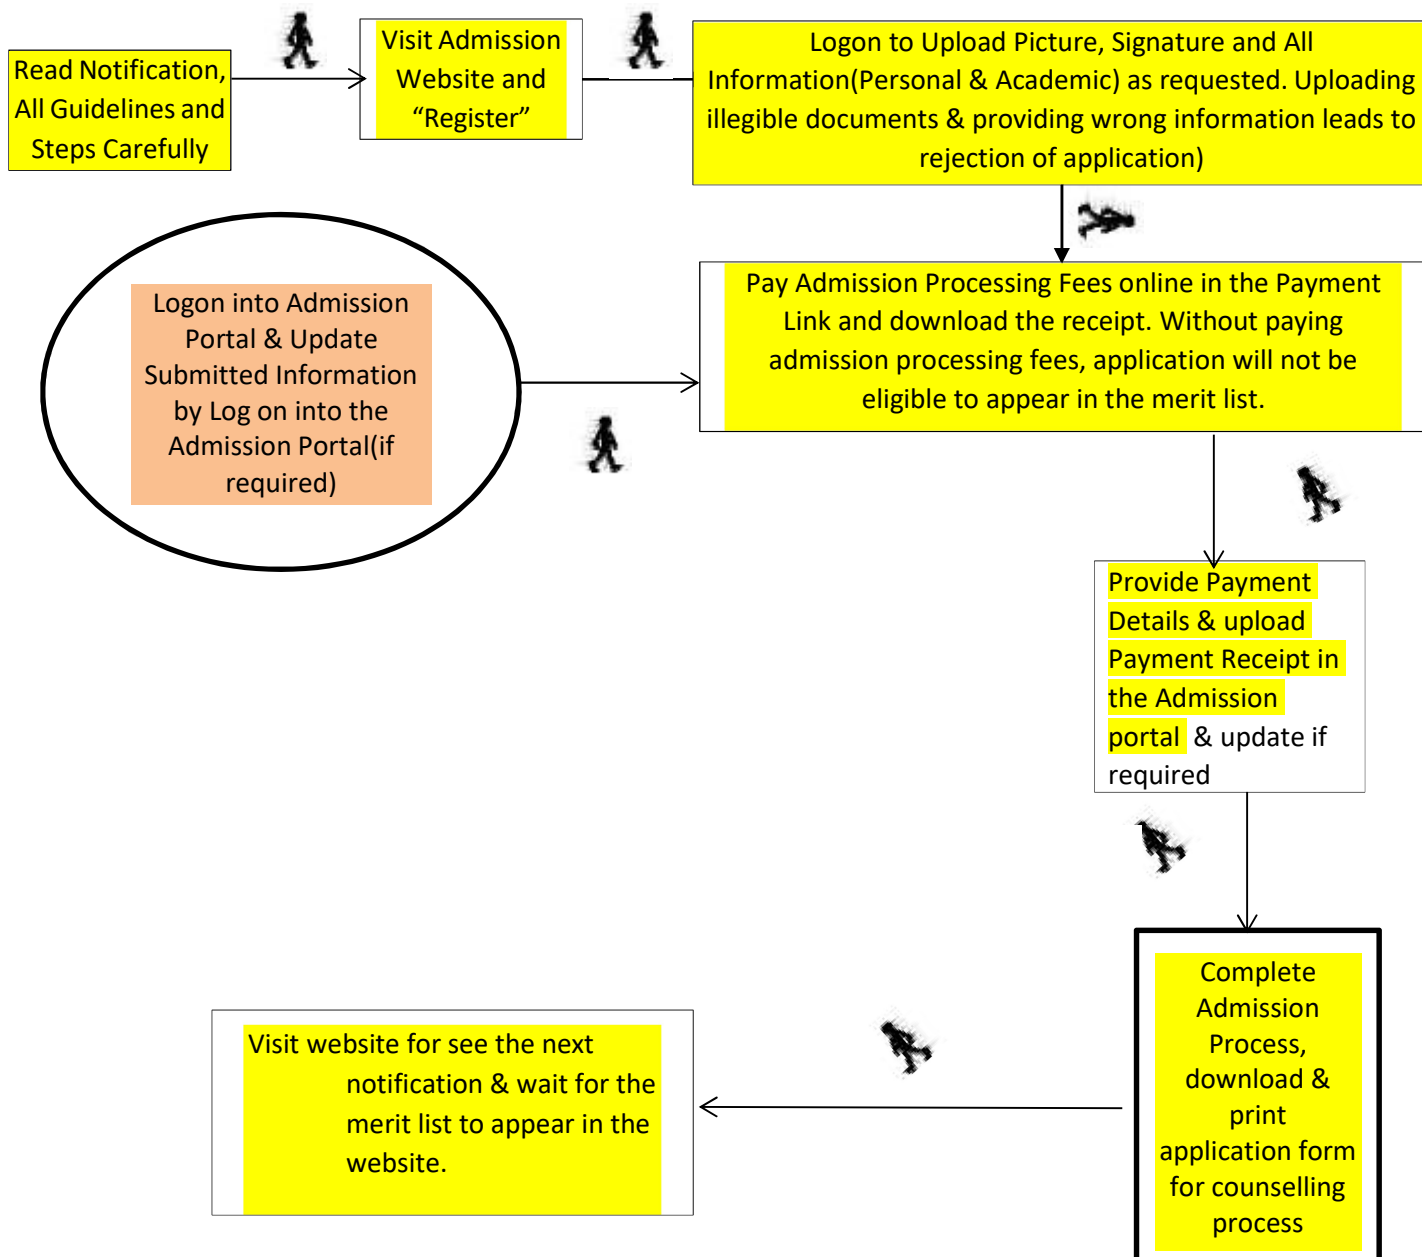 Read Notification,
All Guidelines and
Steps Carefully
Visit Admission
Website and
“Register”
Logon to Upload Picture, Signature and All
Information(Personal & Academic) as requested. Uploading
illegible documents & providing wrong information leads to
rejection of application)
Logon into Admission
Portal & Update
Submitted Information
by Log on into the
Admission Portal(if
required)
Pay Admission Processing Fees online in the Payment
Link and download the receipt. Without paying
admission processing fees, application will not be
eligible to appear in the merit list.
Provide Payment
Details & upload
Payment Receipt in
the Admission
portal & update if
required
Complete
Admission
Process,
download &
print
application form
for counselling
process
Visit website for see the next
notification & wait for the
merit list to appear in the
website.